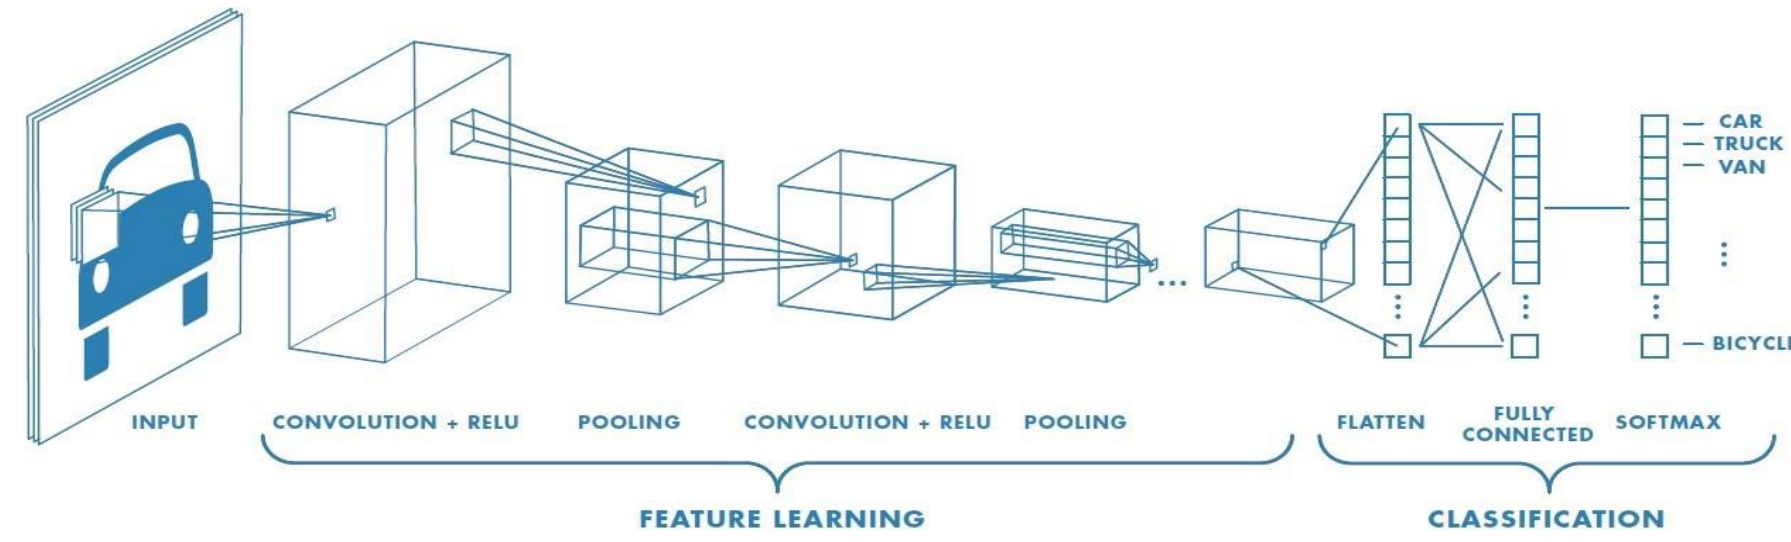 CAR
TRUCK
VAN
BICYCL
INPUT
CONVOLUTION + RELU
POOLING
CONVOLUTION + RELU
POOLING
FLATTEN
FULLY
CONNECTED
SOFTMAX
FEATURE LEARNING
CLASSIFICATION